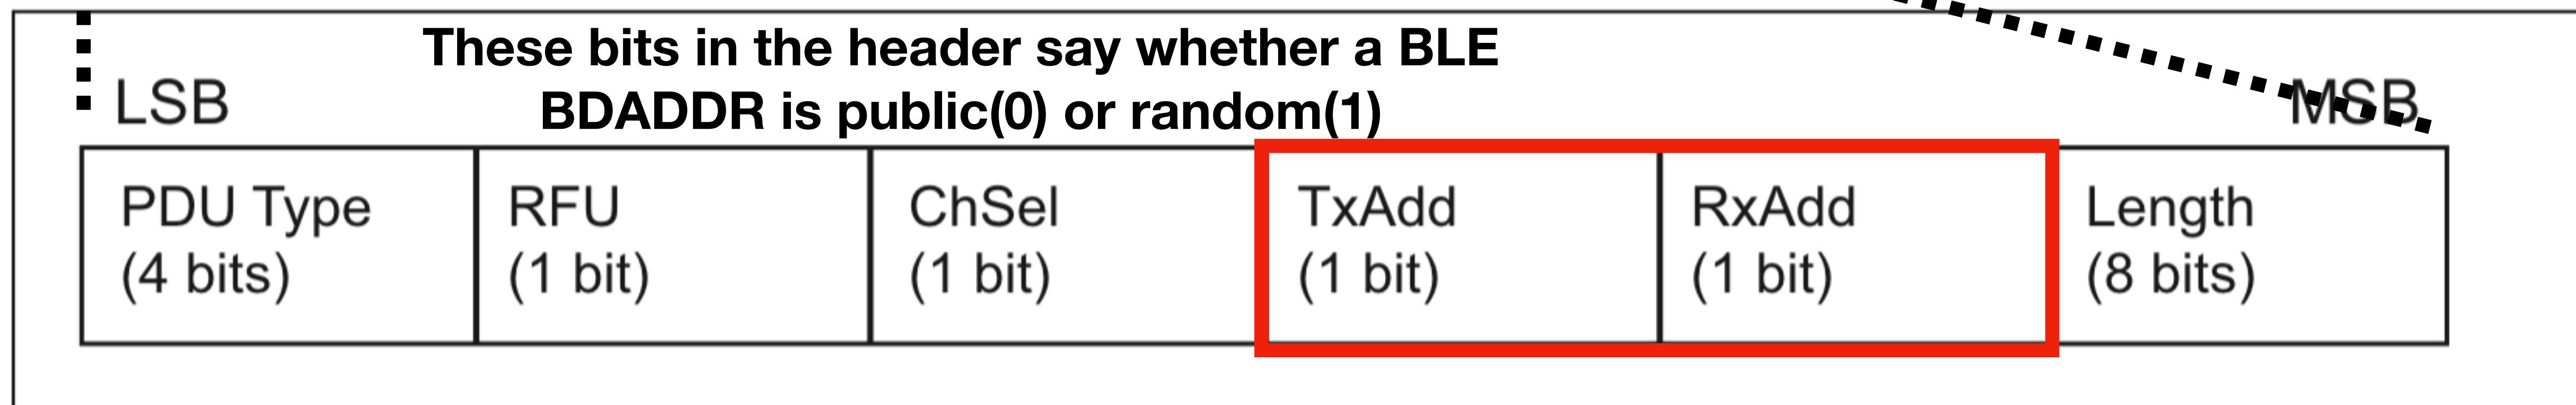 These bits in the header say whether a BLE
BDADDR is public(0) or random(1)
LSB
MSB
PDU Type
(4 bits)
RFU
(1 bit)
ChSel
(1 bit)
TxAdd
(1 bit)
RxAdd
(1 bit)
Length
(8 bits)